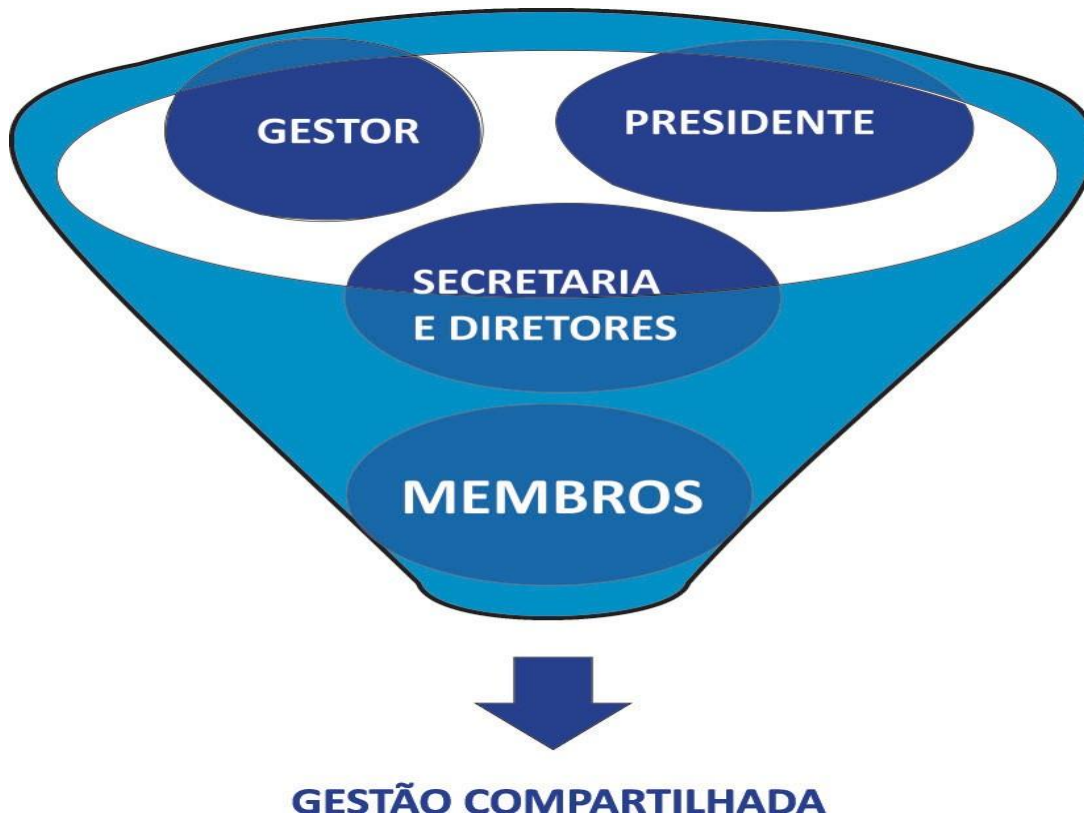 GESTOR
PRESIDENTE
SECRETARIA
E DIRETORES
MEMBROS
GESTÃO COMPARTILHADA